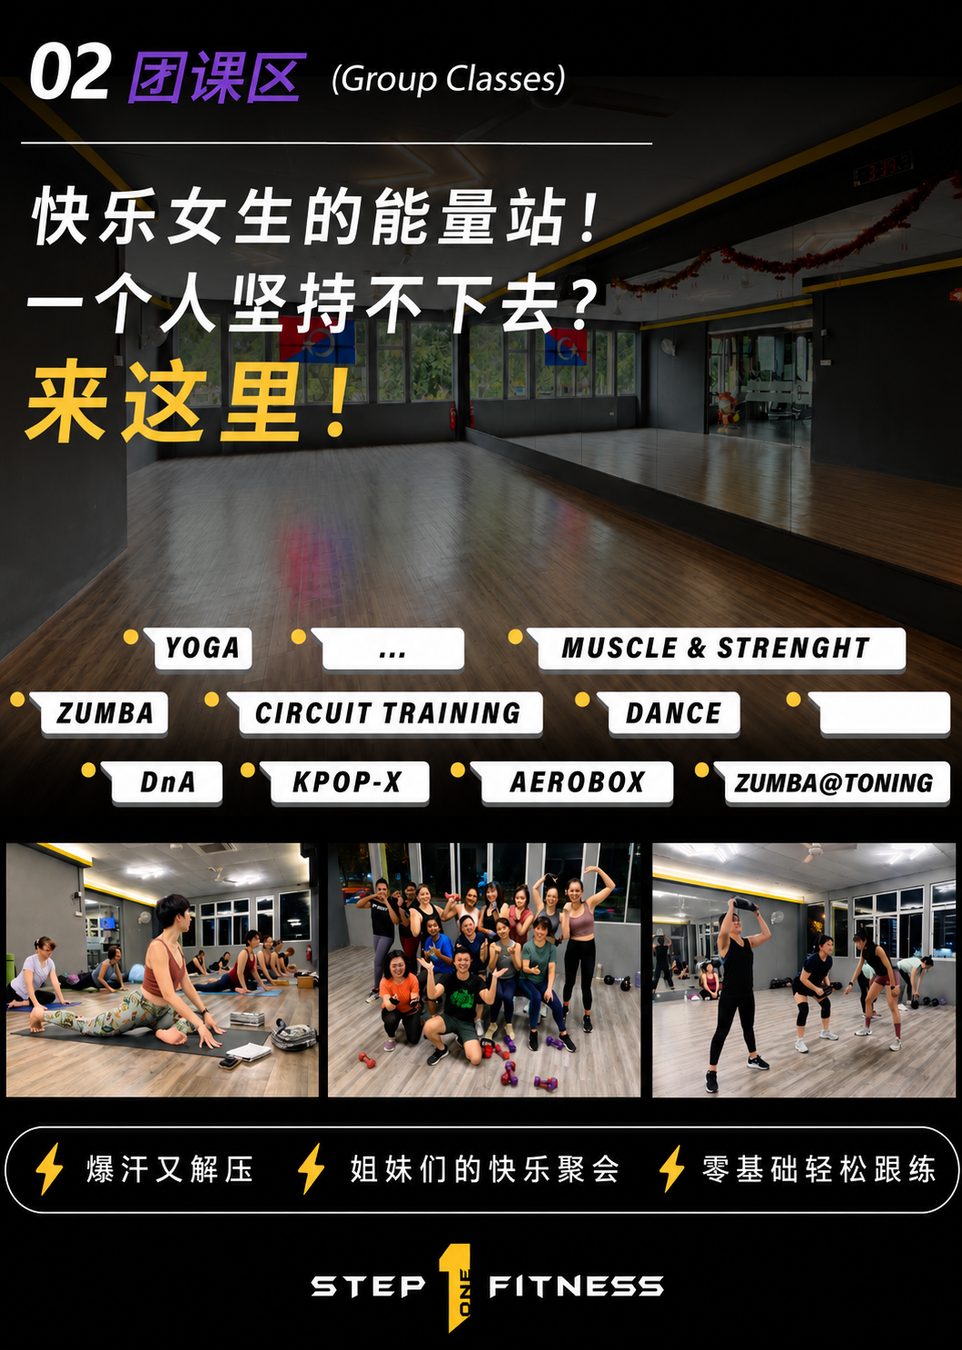 02 团课区 (Group Classes)
快乐女生的能量站！
一个人坚持不下去？
来这里！
YOGA
...
MUSCLE & STRENGHT
ZUMBA
CIRCUIT TRAINING
DANCE
DnA
KPOP-X
AEROBOX
ZUMBA@TONING
爆汗又解压
姐妹们的快乐聚会
零基础轻松跟练
STEP 1 ONE FITNESS